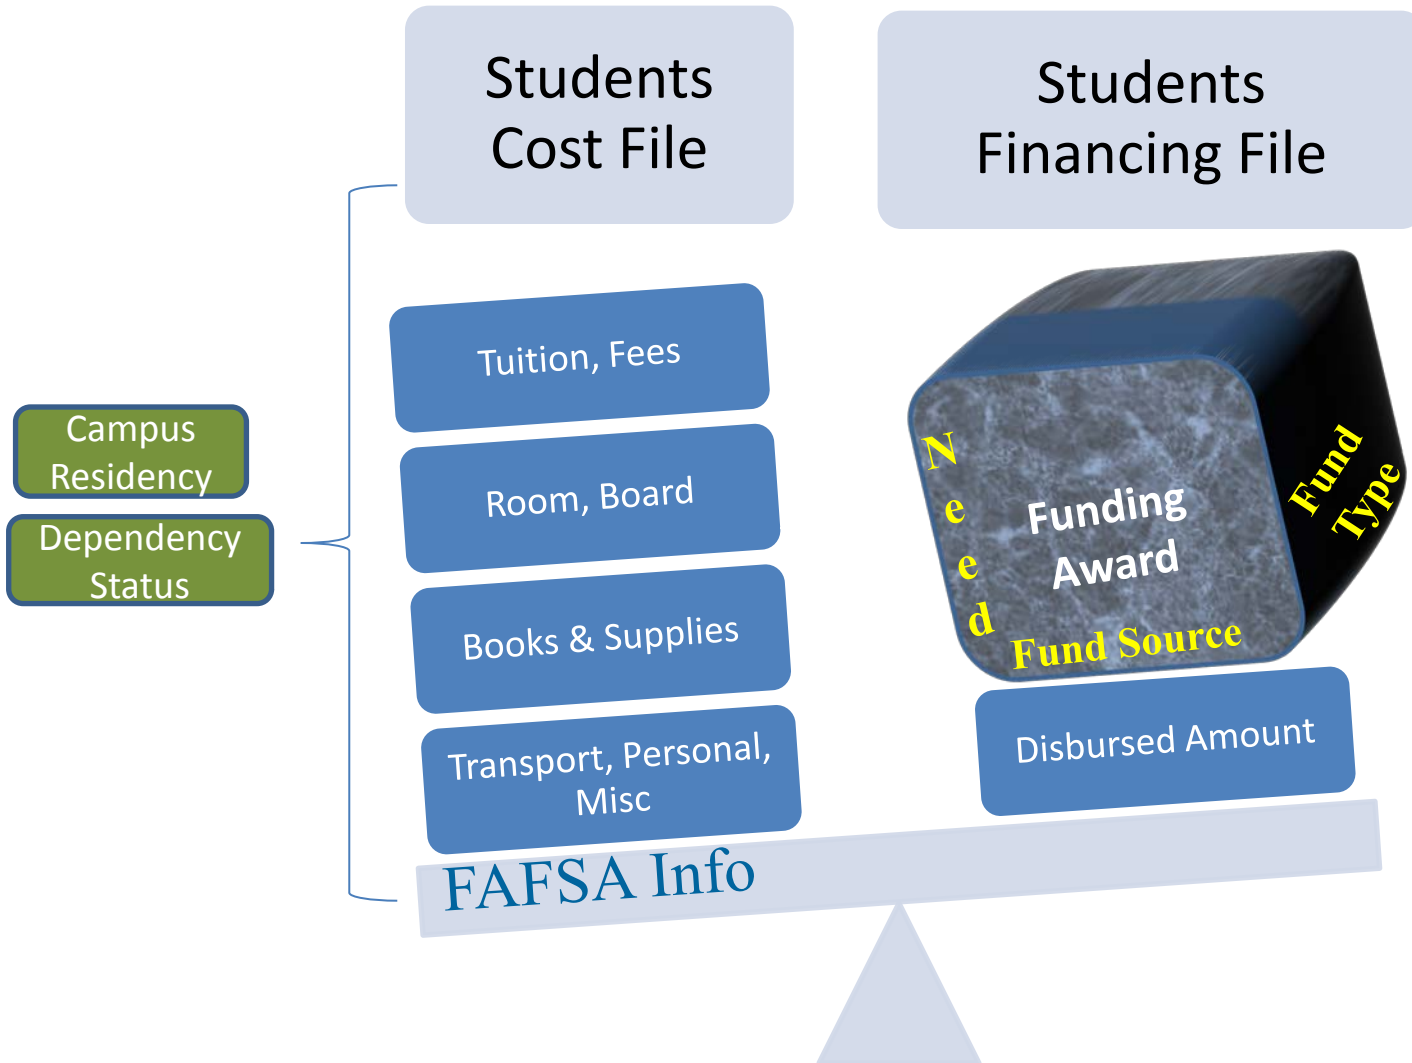 Students
Cost File
Students
Financing File
Campus
Residency
Dependency
Status
Tuition, Fees
Room, Board
Books & Supplies
Transport, Personal,
Misc
Need
Funding
Award
Fund Source
Fund
Type
Disbursed Amount
FAFSA Info